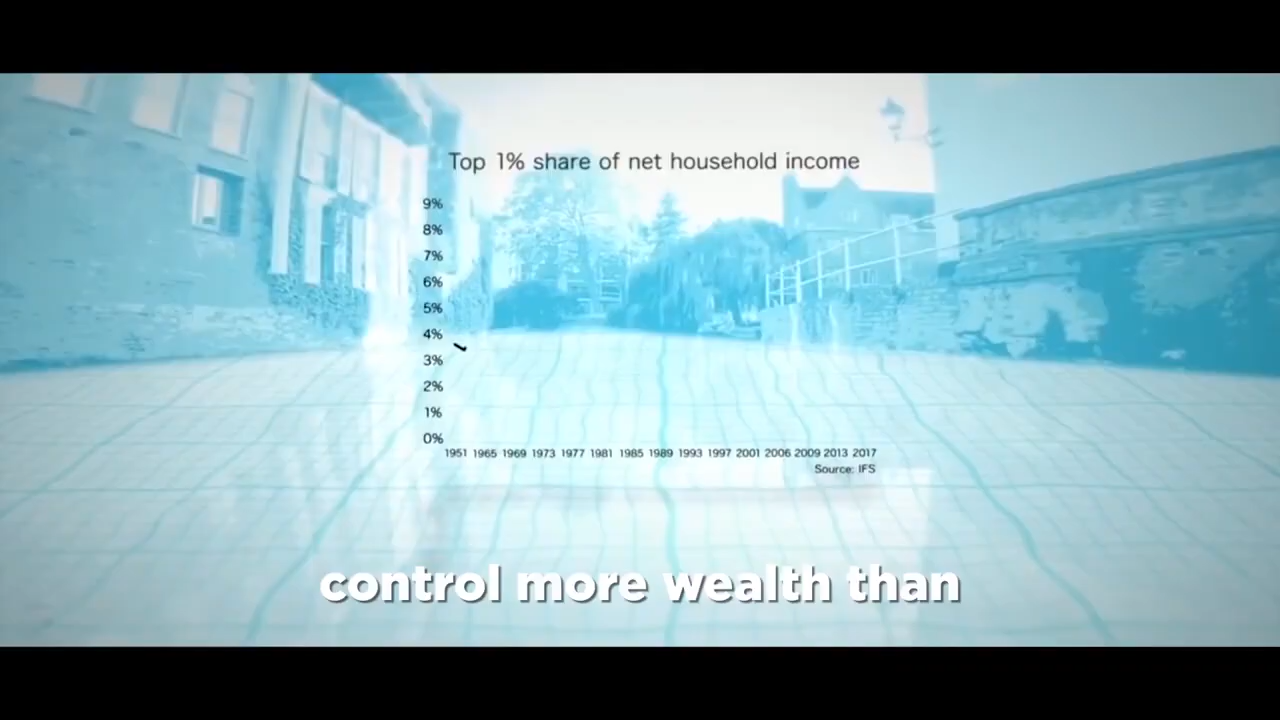 Top 1% share of net household income
9%
8%
7%
6%
5%
4%
3%
2%
1%
0%
1951 1965 1969 1973 1977 1981 1985 1989 1993 1997 2001 2006 2009 2013 2017
Source: IFS
control more wealth than